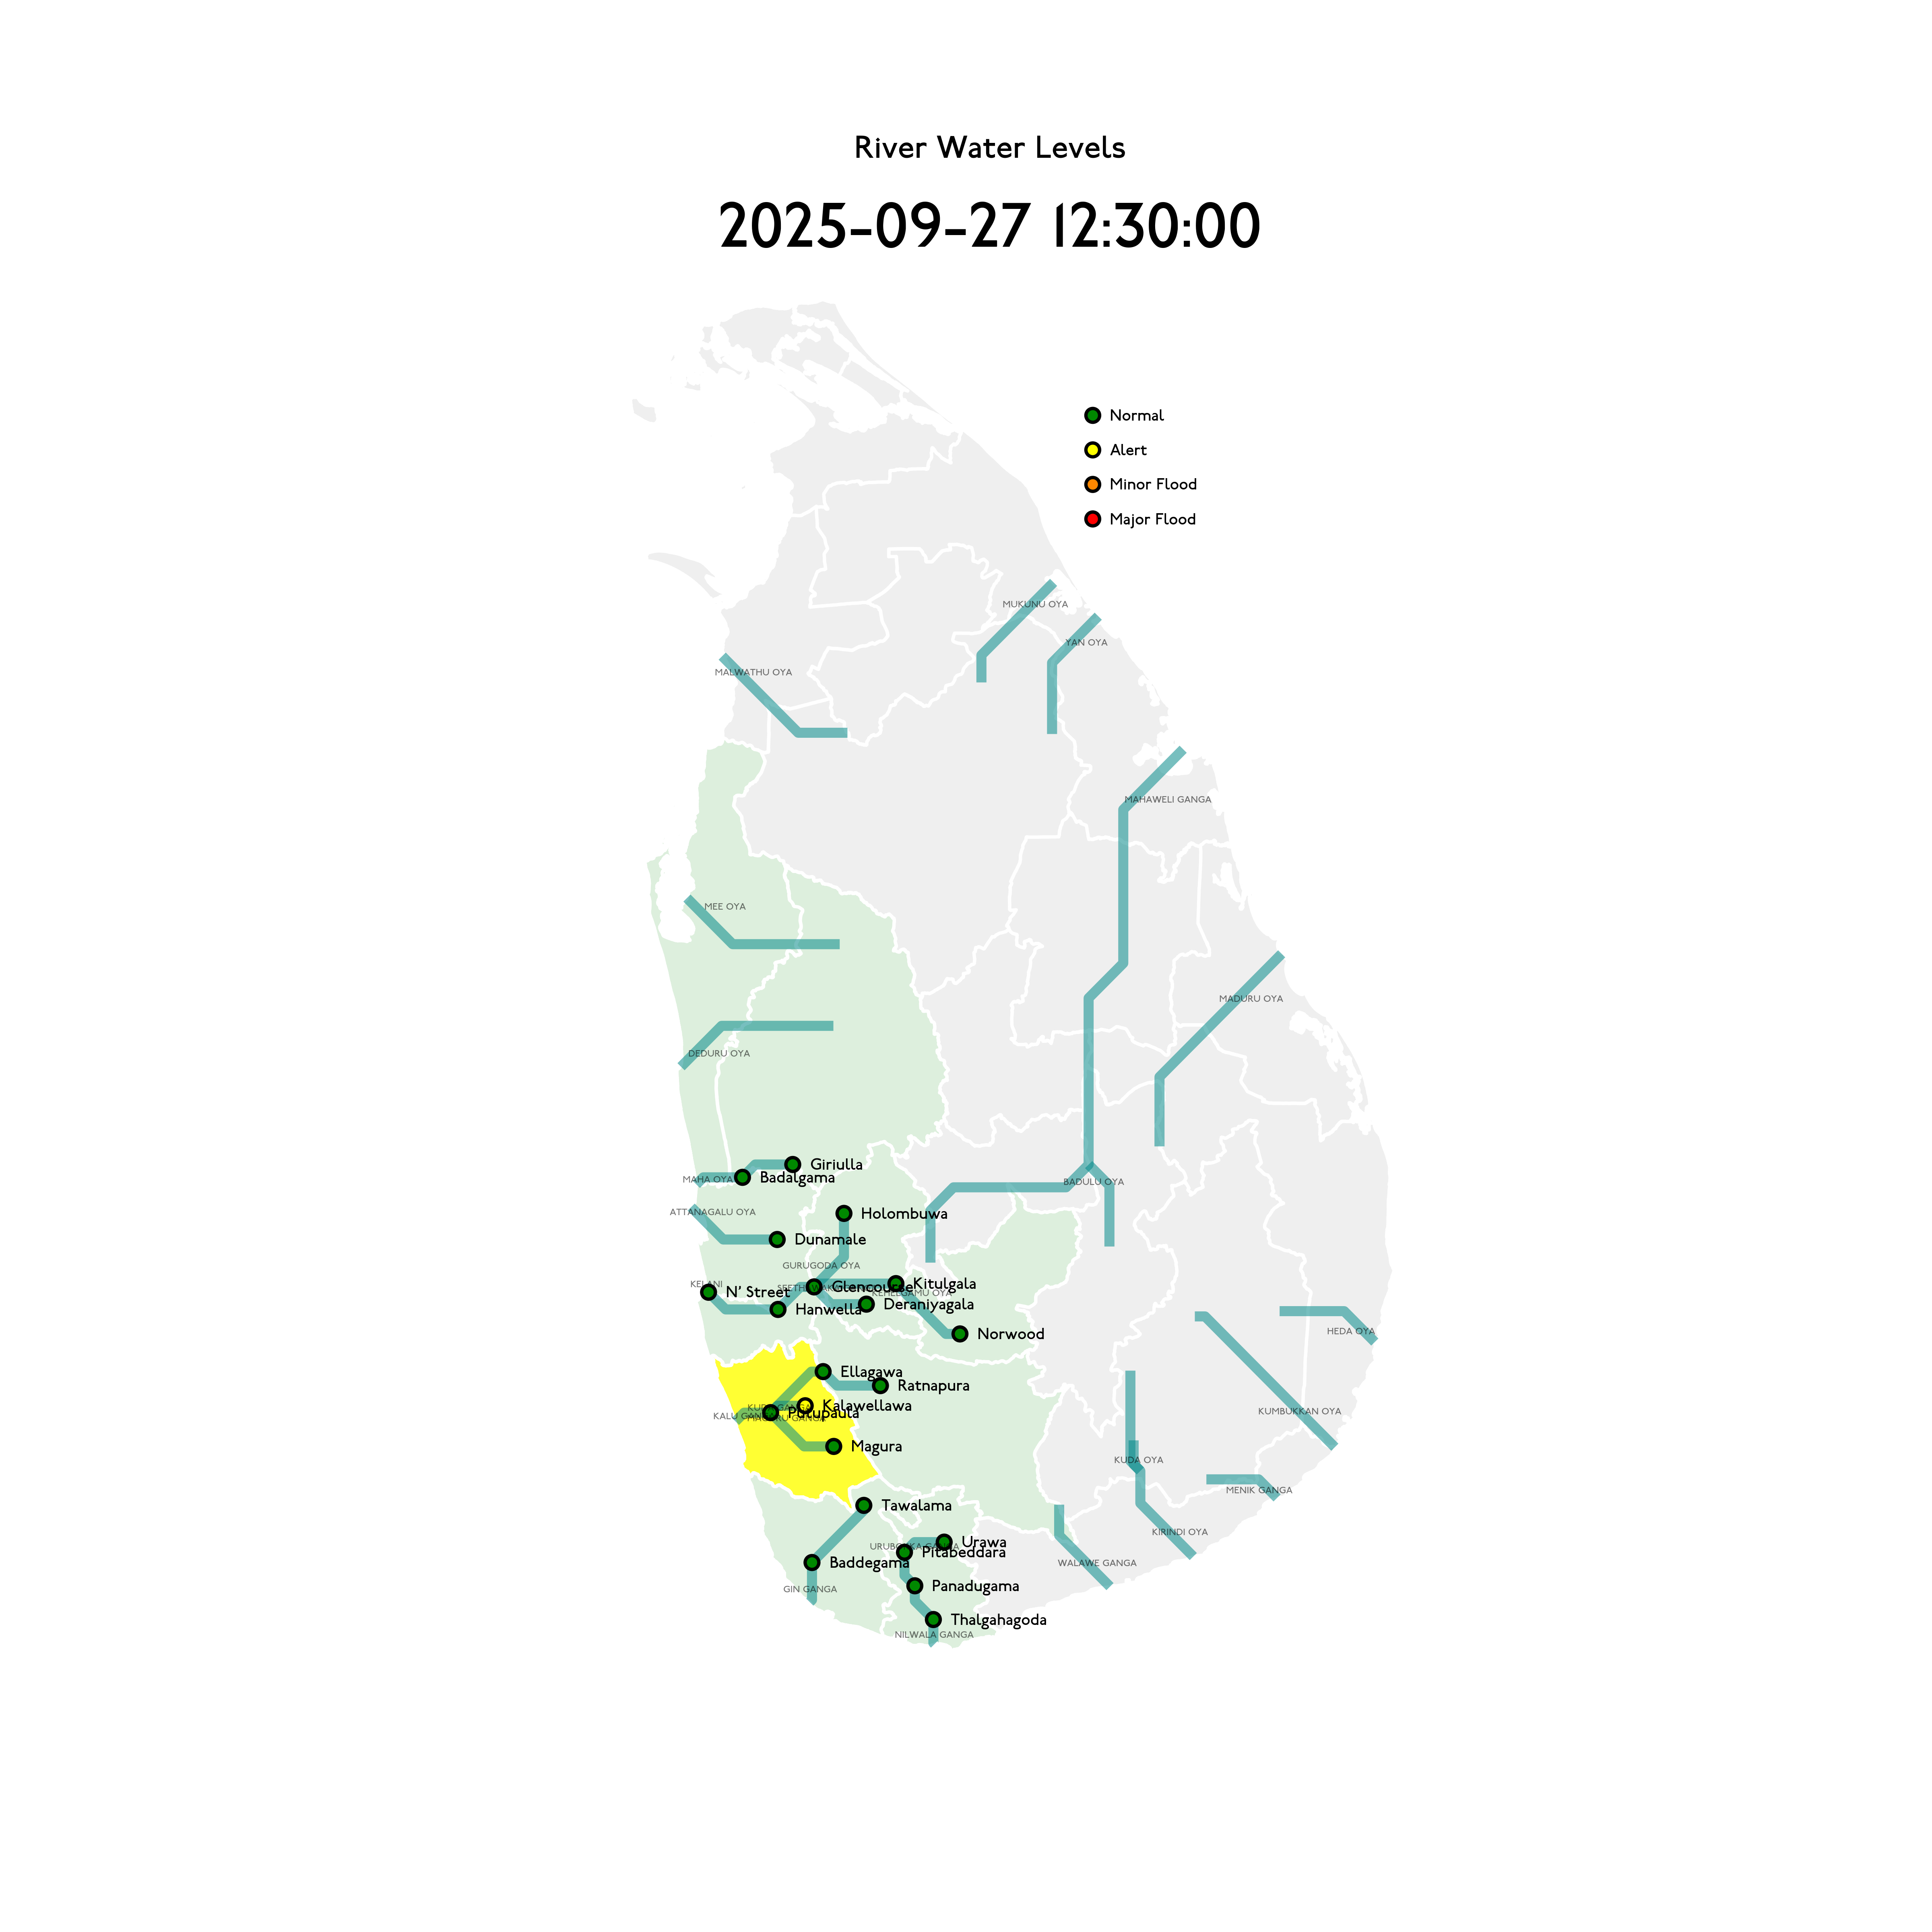 River Water Levels
2025-09-27 12:30:00
Normal
Alert
Minor Flood
Major Flood
MUKUNU OYA
YAN OYA
MALWATHU OYA
MAHAWELI GANGA
MEE OYA
MADURU OYA
DEDURU OYA
Giriulla
Badalgama
MAHA OYA
BADULU OYA
ATTANAGALU OYA
Holombuwa
Dunamale
GURUGODA OYA
KELANI
Kitulgala
Glencourse
N' Street
OYA
Deraniyagala
Hanwella
HEDA OYA
Norwood
Ellagawa
Ratnapura
Kalawellawa
Putupaula
KUMBUKKAN OYA
Magura
KUDA OYA
MENIK GANGA
Tawalama
KIRINDI OYA
Urawa
Pitabeddara
Baddegama
WALAWE GANGA
Panadugama
GIN GANGA
Thalgahagoda
NILWALA GANGA